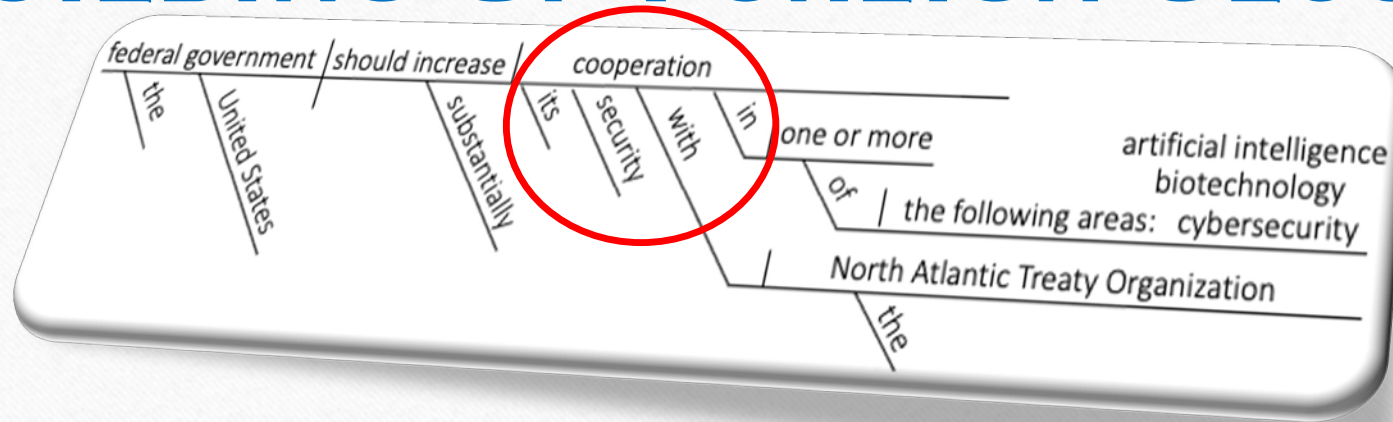 federal government should increase cooperation
the United States substantially its security with in
one or more
artificial intelligence
biotechnology
of the following areas: cybersecurity
North Atlantic Treaty Organization
the